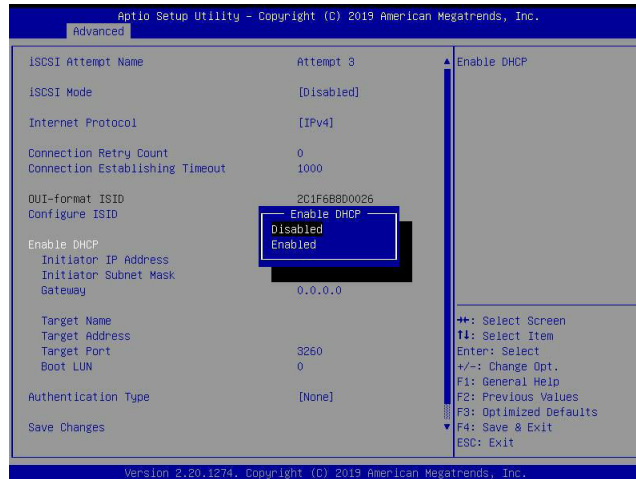 Aptio Setup Utility – Copyright (C) 2019 American Megatrends, Inc.
Advanced
iSCSI Attempt Name Attempt 3
iSCSI Mode [Disabled]
Internet Protocol [IPv4]
Connection Retry Count 0
Connection Establishing Timeout 1000
OUI-format ISID 2C1F6B8D0026
Configure ISID
Enable DHCP
Disabled
Enabled
Enable DHCP
Initiator IP Address
Initiator Subnet Mask
Gateway 0.0.0.0
Target Name
Target Address
Target Port 3260
Boot LUN 0
Authentication Type [None]
Save Changes
Enable DHCP
→←: Select Screen
↑↓: Select Item
Enter: Select
+/-: Change Opt.
F1: General Help
F2: Previous Values
F3: Optimized Defaults
F4: Save & Exit
ESC: Exit
Version 2.20.1274. Copyright (C) 2019 American Megatrends, Inc.